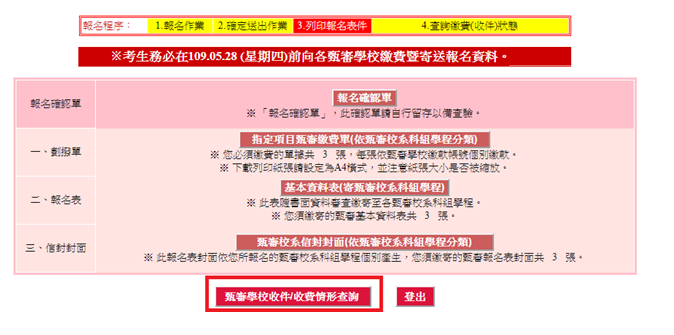 報名程序： 1.報名作業 2.確定送出作業 3.列印報名表件 4.查詢繳費(收件)狀態
※考生務必在109.05.28 (星期四)前向各甄審學校繳費暨寄送報名資料。
報名確認單
報名確認單
※「報名確認單」，此確認單請自行留存以備查驗。
一、劃撥單
指定項目甄審繳費單(依甄審校系科組學程分類)
※ 您必須繳費的單據共 3 張，每張依甄審學校繳款帳號個別繳款。
※ 下載列印紙張請設定為A4橫式，並注意紙張大小是否被縮放。
二、報名表
基本資料表(寄甄審校系科組學程)
※ 此表隨書面資料審查繳寄至各甄審校系科組學程。
※ 您須繳寄的甄審基本資料表共 3 張。
三、信封封面
甄審校系信封封面(依甄審校系科組學程分類)
※ 此報名表封面依您所報名的甄審校系科組學程個別產生，您須繳寄的甄審報名表封面共 3 張。
甄審學校收件/收費情形查詢 登出